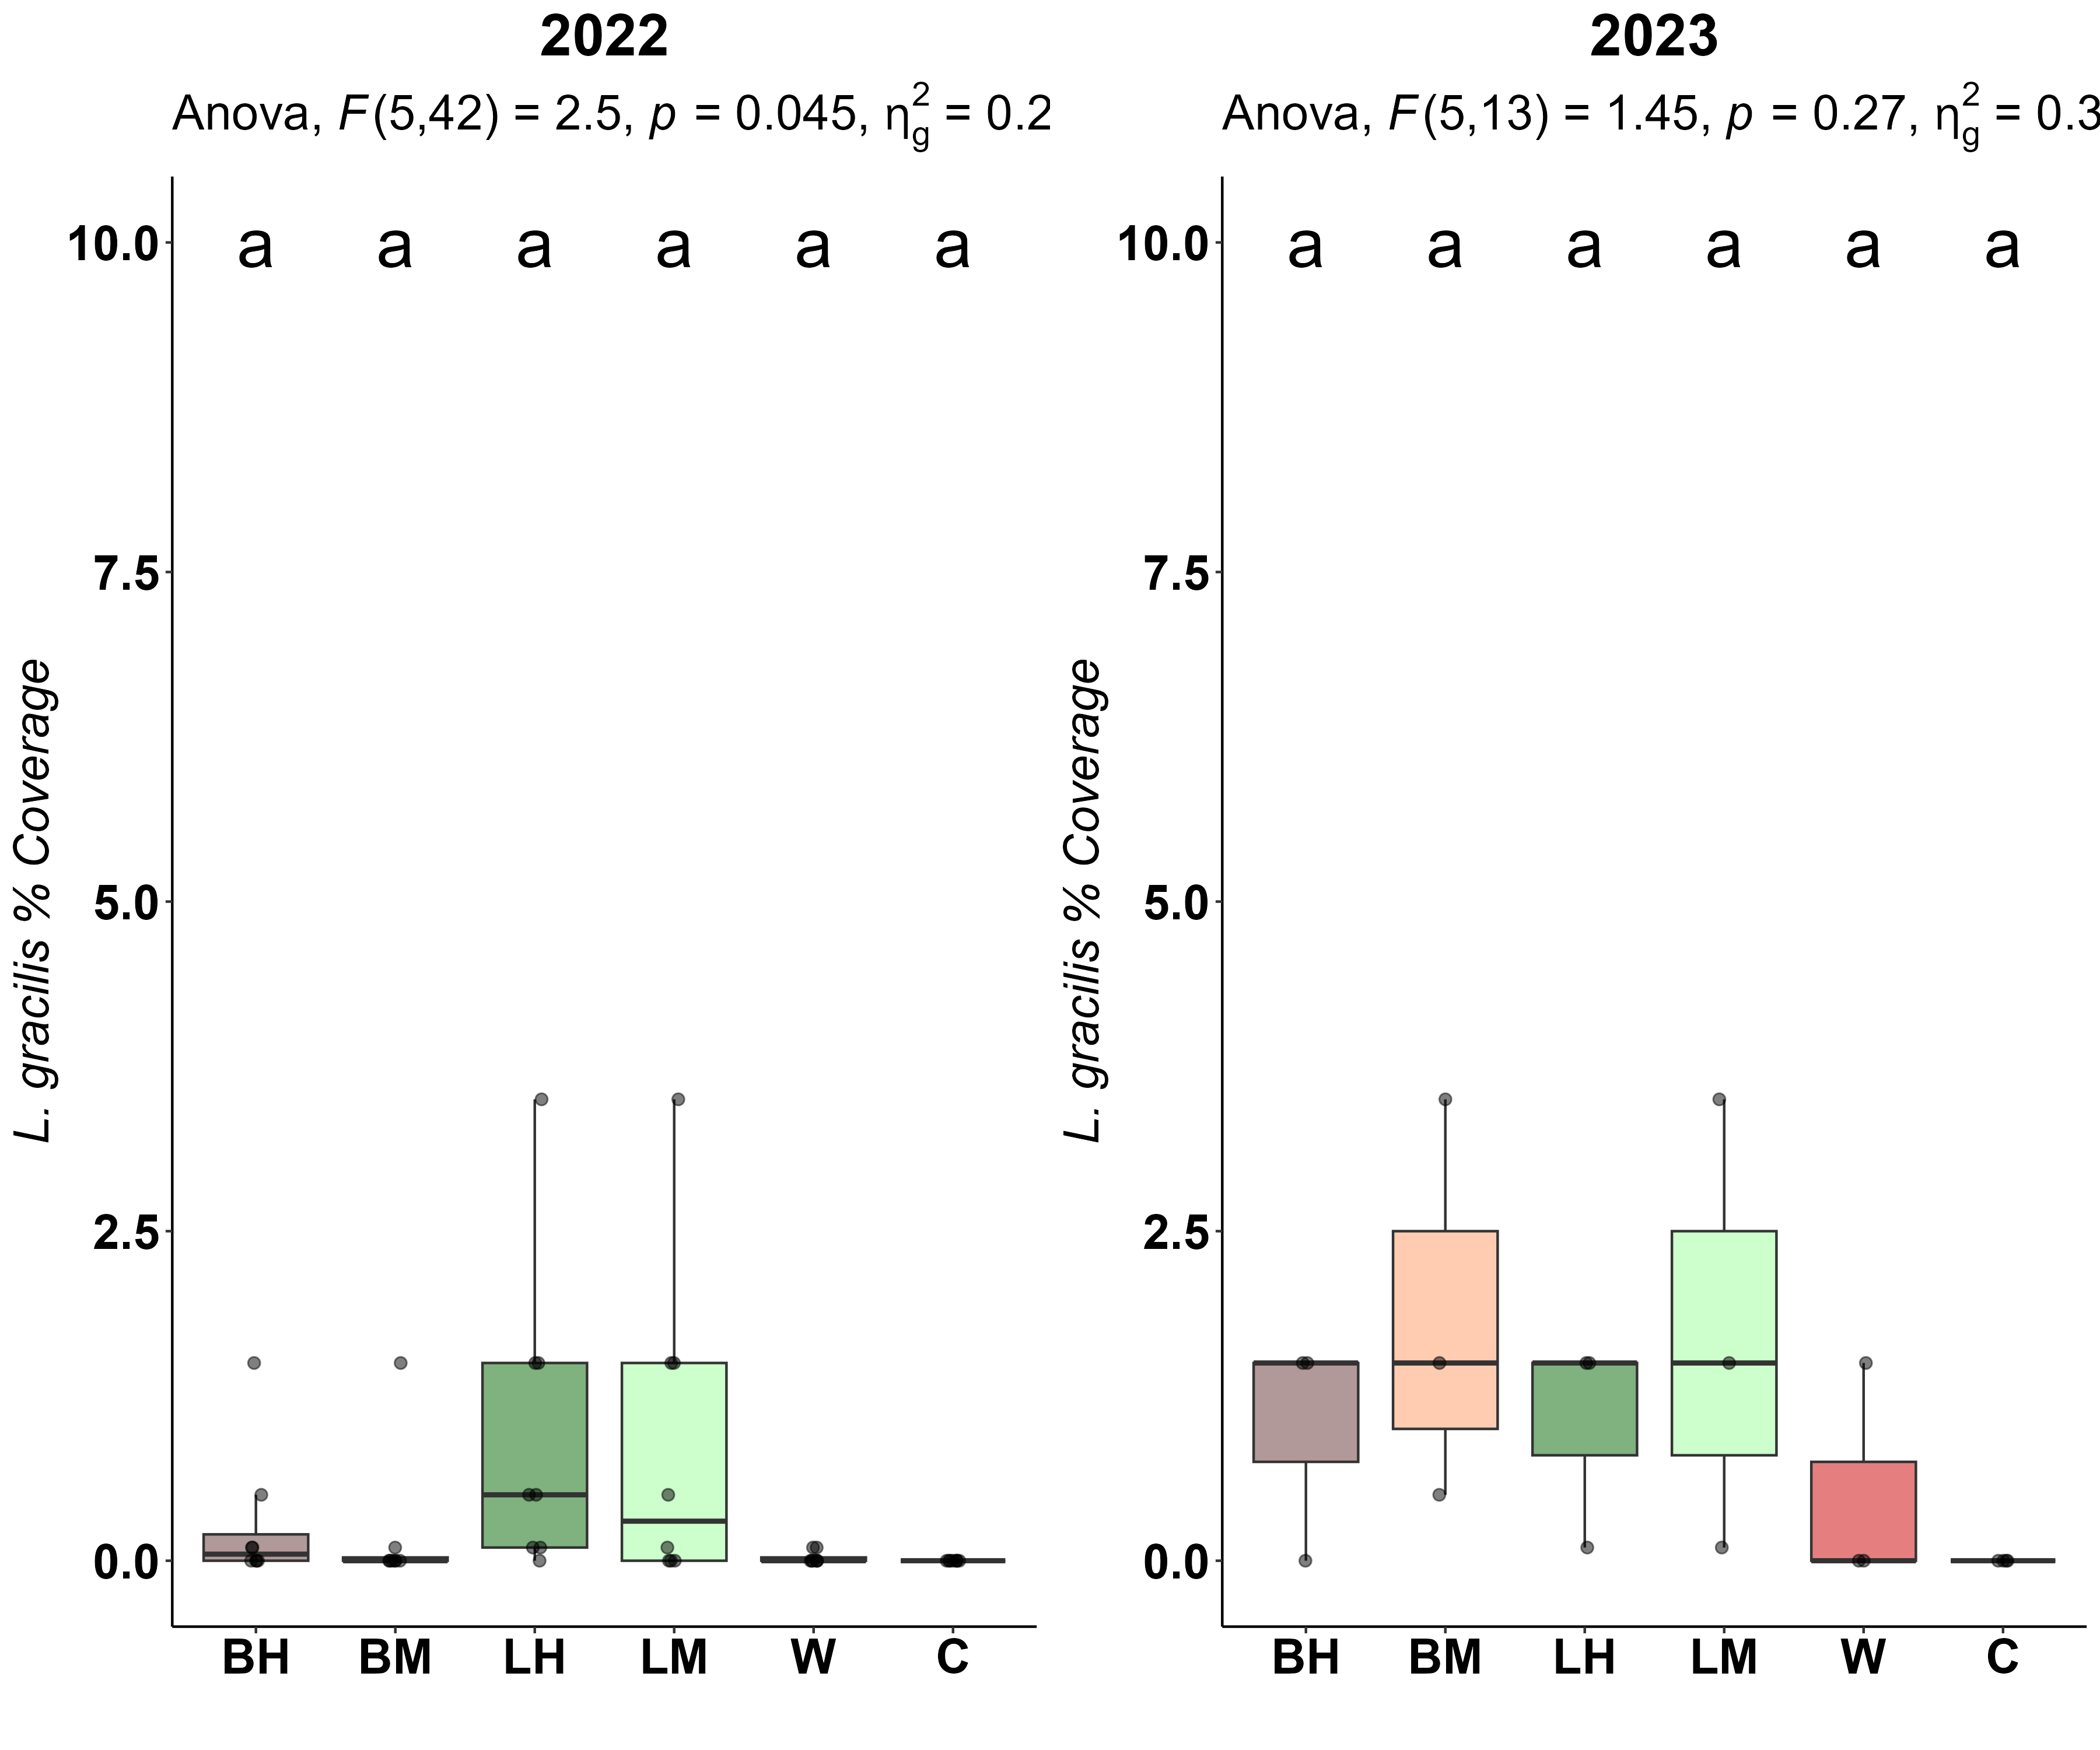 2022
Anova, F(5,42) = 2.5, p = 0.045, η²g = 0.2
10.0
a a a a a a
7.5
5.0
2.5
0.0
L. gracilis % Coverage
BH BM LH LM W C
2023
Anova, F(5,13) = 1.45, p = 0.27, η²g = 0.3
10.0
a a a a a a
7.5
5.0
2.5
0.0
L. gracilis % Coverage
BH BM LH LM W C